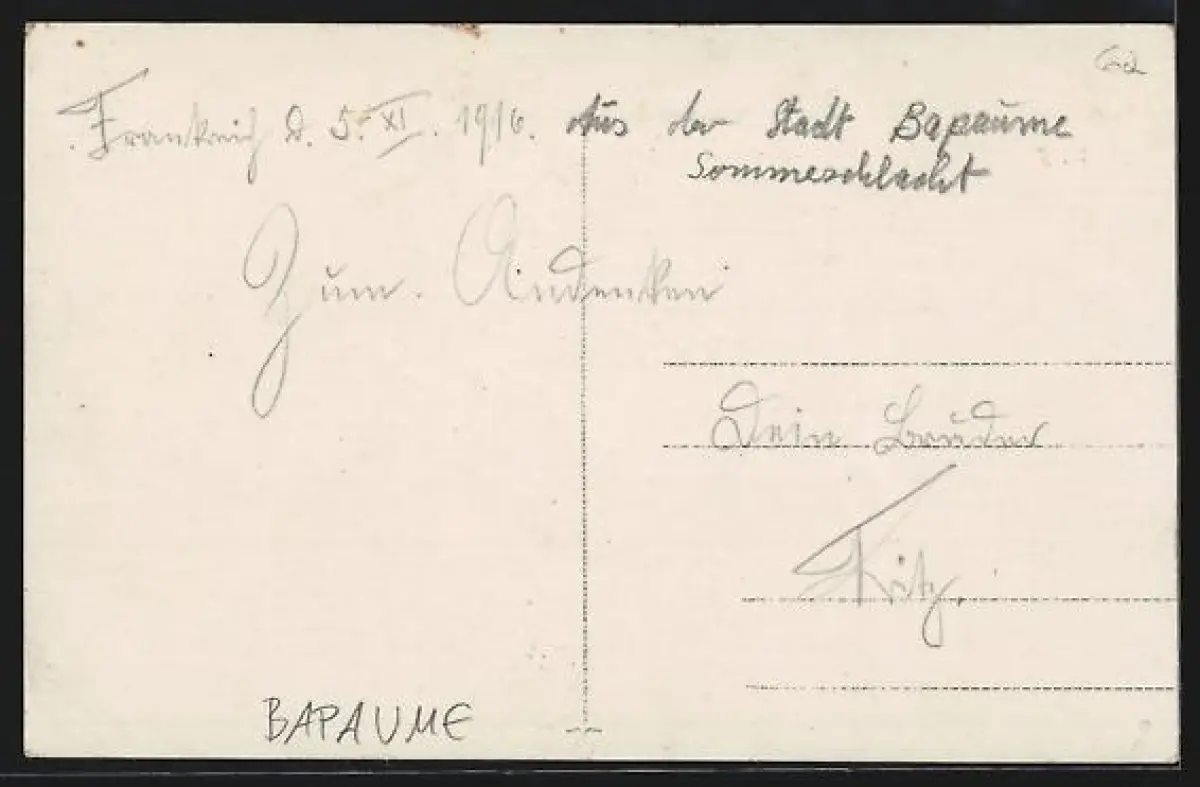 Frankreich d. 5. XI. 1916. Aus der Stadt Bapaume
Sommeschlacht
Zum. Andenken
Dein Bruder
Fritz.
BAPAUME